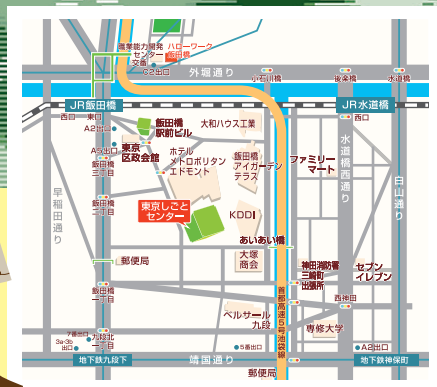 職業能力開発
センター
ハローワーク
飯田橋
交番
C2出口
外堀通り
小石川橋
後楽橋
水道橋
JR飯田橋
JR水道橋
西口
東口
A2出口
飯田橋
駅前ビル
大和ハウス工業
西口
A5出口
東京
区政会館
ホテル
メトロポリタン
エドモント
飯田橋
アイガーデン
テラス
ファミリー
マート
水道橋西通り
白山通り
飯田橋
三丁目
早稲田通り
飯田橋
二丁目
東京しごと
センター
KDDI
あいあい橋
郵便局
大塚
商会
神田消防署
三崎町
出張所
セブン
イレブン
飯田橋
一丁目
首都高速5号池袋線
西神田
ベルサール
九段
専修大学
7番出口
九段北
一丁目
3a・3b
出口
5番出口
A2出口
地下鉄九段下
靖国通り
地下鉄神保町
郵便局